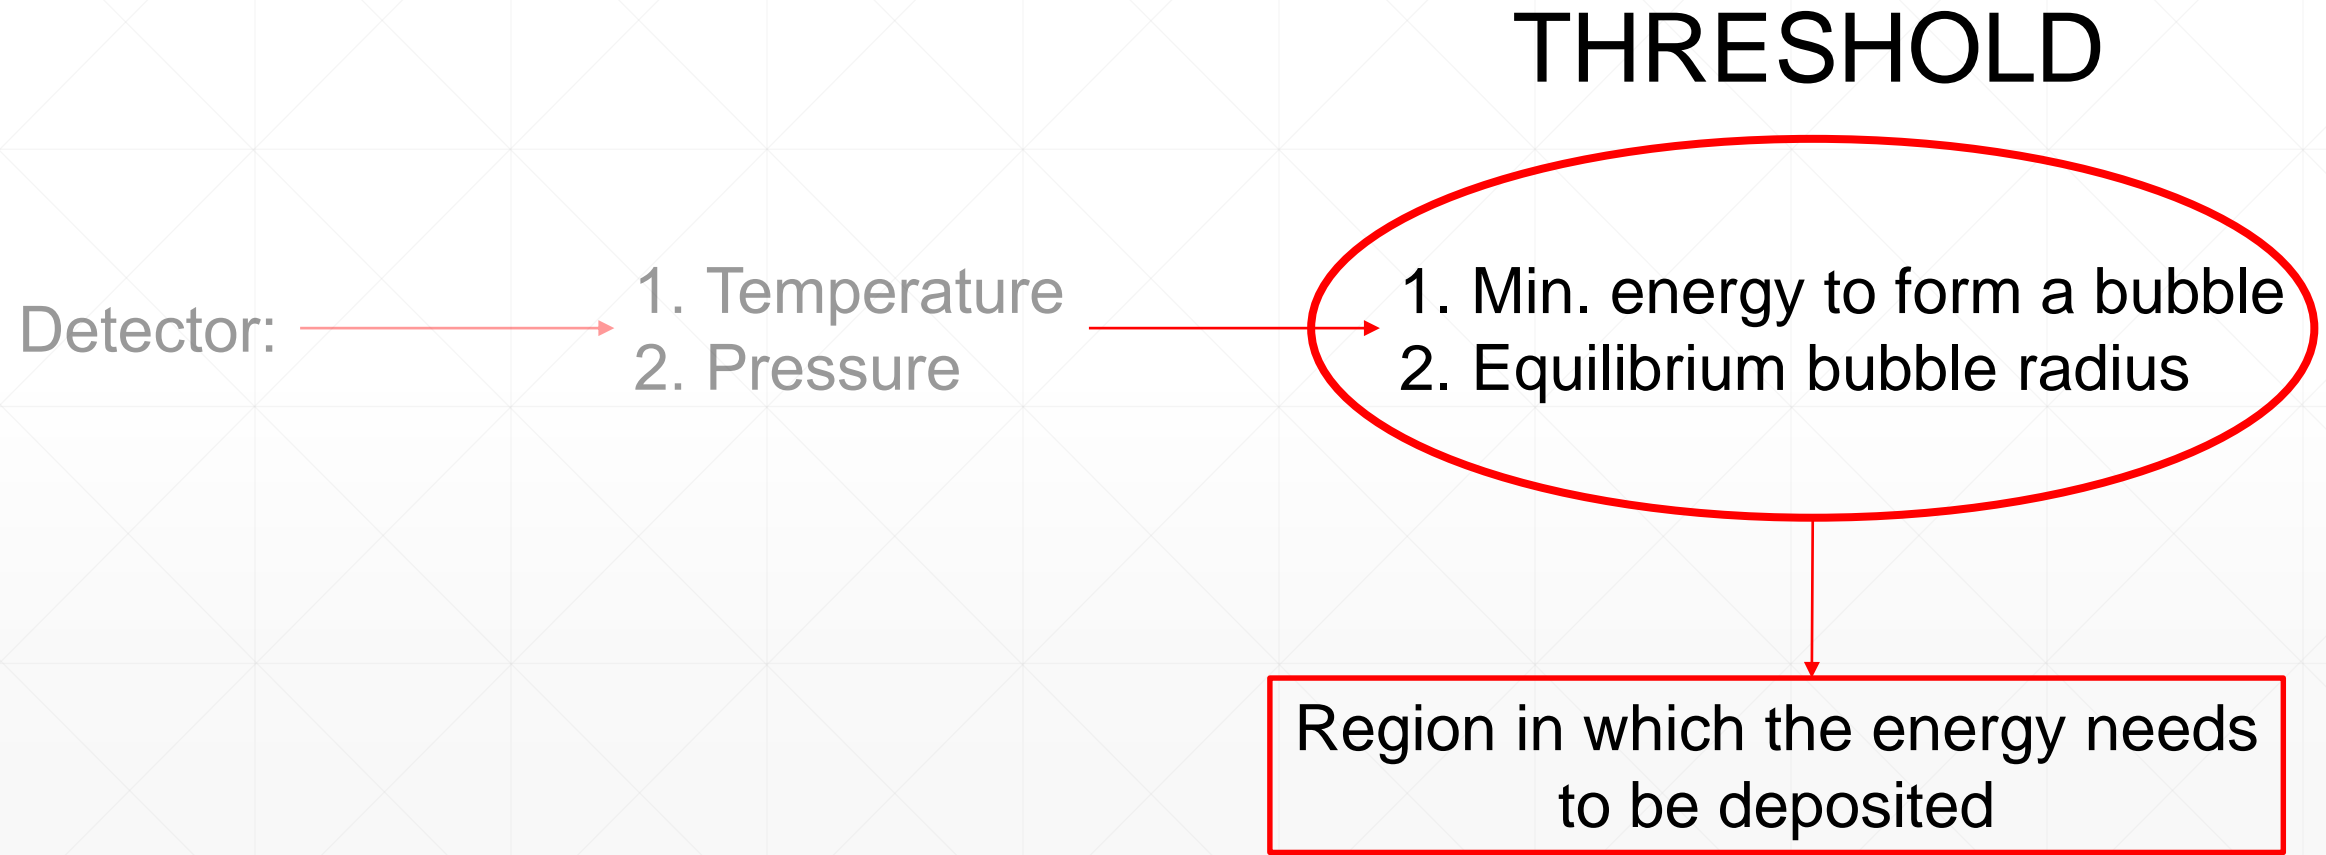 THRESHOLD
Detector:
1. Temperature
2. Pressure
1. Min. energy to form a bubble
2. Equilibrium bubble radius
Region in which the energy needs
to be deposited